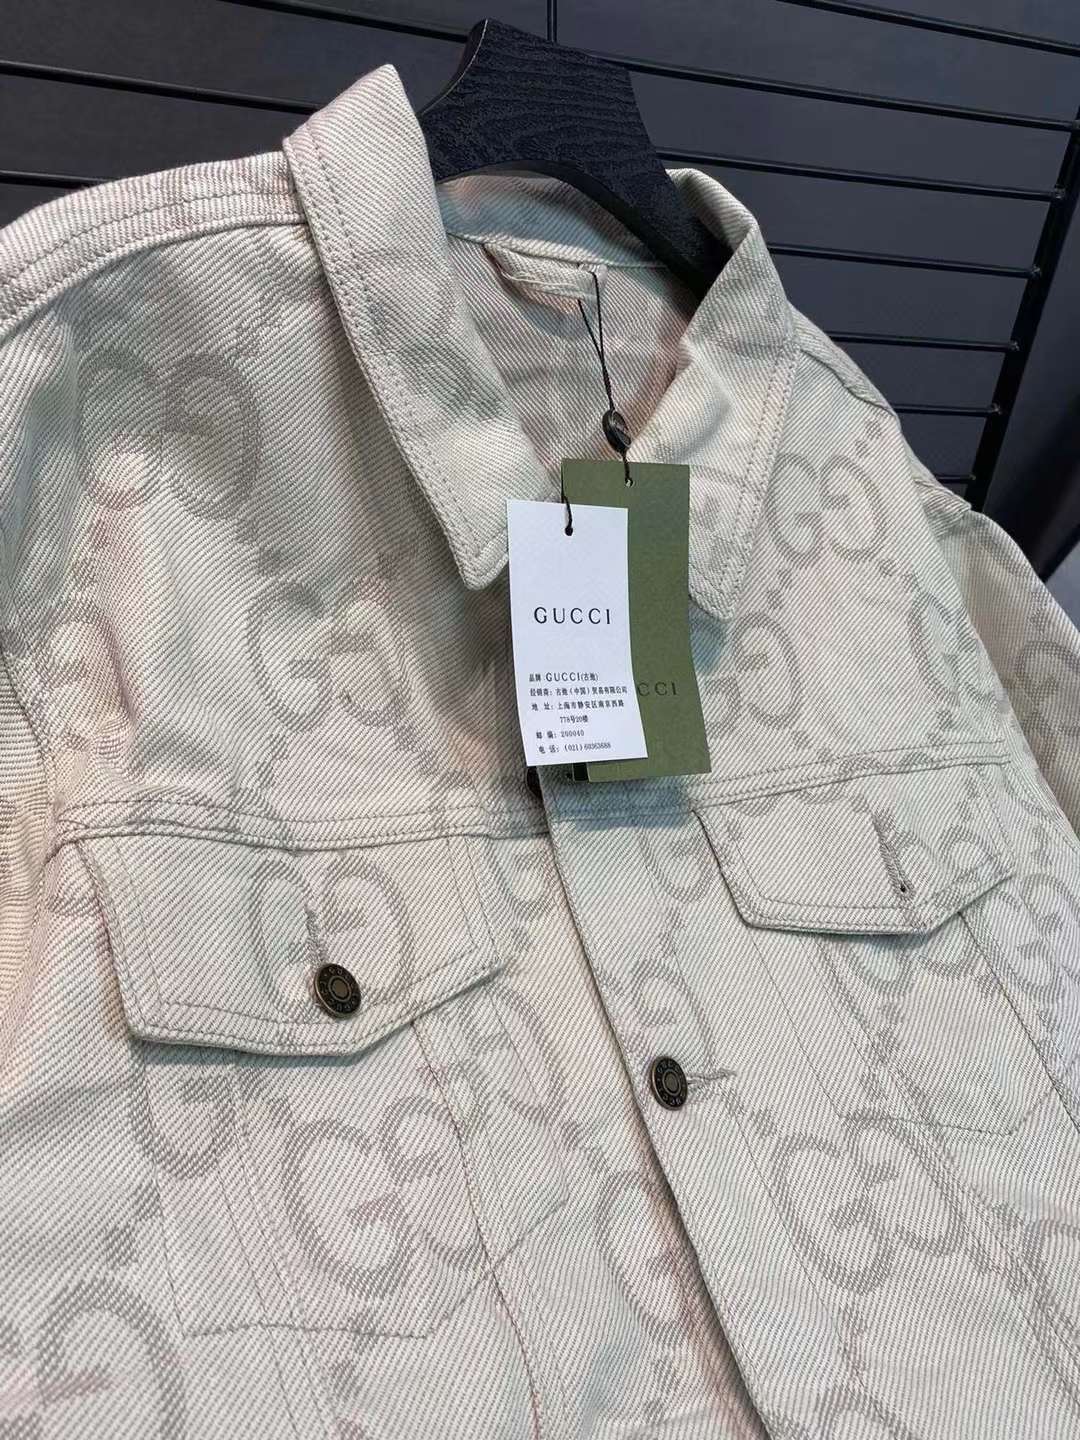 GUCCI
品牌:GUCCI(古驰)
经销商:古驰(中国)贸易有限公司
地 址:上海市静安区南京西路
778号20楼
邮 编:200040
电 话:(021)60363688
CCI